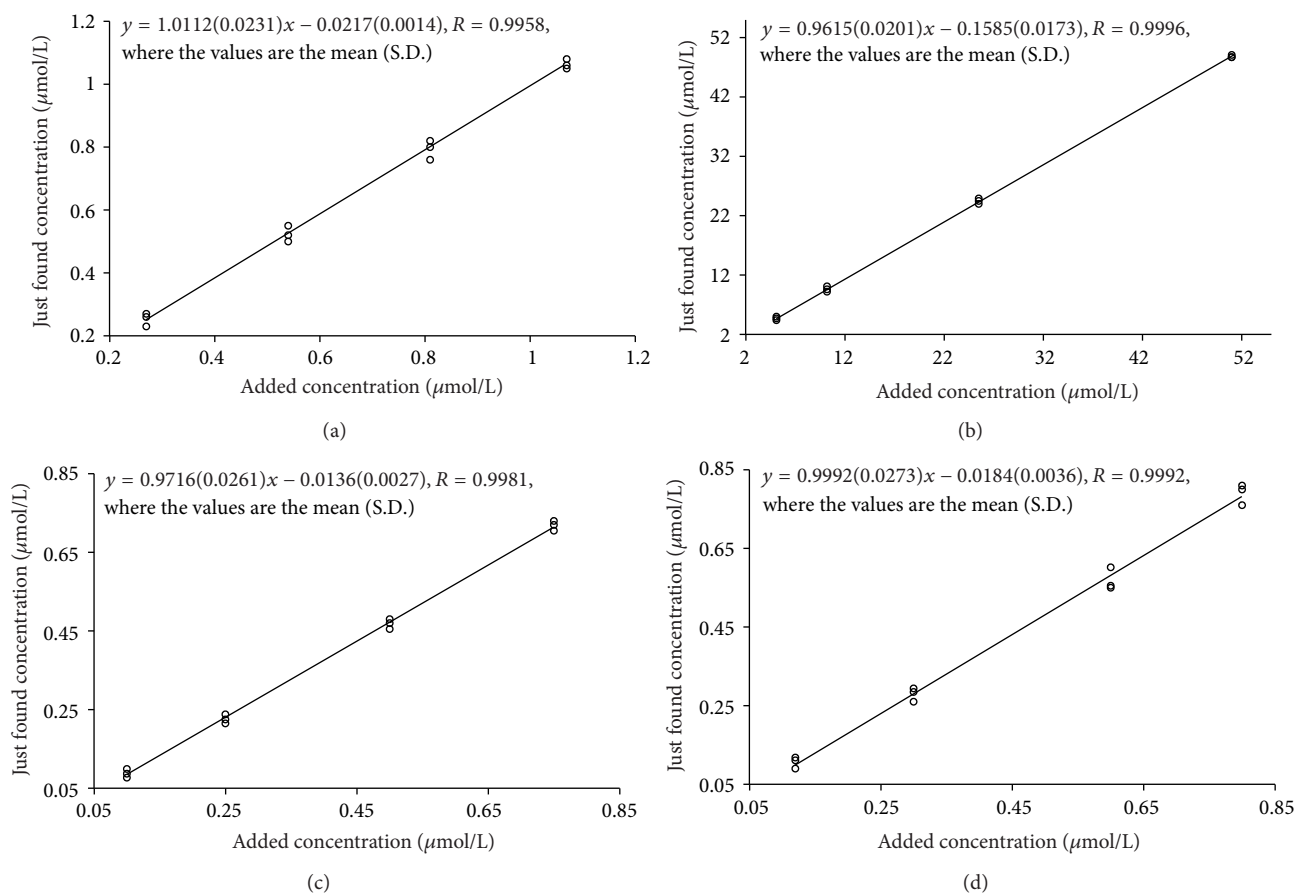 y = 1.0112(0.0231)x − 0.0217(0.0014), R = 0.9958,
where the values are the mean (S.D.)
Just found concentration (μmol/L)
1.2
1
0.8
0.6
0.4
0.2
0.2 0.4 0.6 0.8 1 1.2
Added concentration (μmol/L)
(a)
y = 0.9615(0.0201)x − 0.1585(0.0173), R = 0.9996,
where the values are the mean (S.D.)
Just found concentration (μmol/L)
52
42
32
22
12
2
2 12 22 32 42 52
Added concentration (μmol/L)
(b)
y = 0.9716(0.0261)x − 0.0136(0.0027), R = 0.9981,
where the values are the mean (S.D.)
Just found concentration (μmol/L)
0.85
0.65
0.45
0.25
0.05
0.05 0.25 0.45 0.65 0.85
Added concentration (μmol/L)
(c)
y = 0.9992(0.0273)x − 0.0184(0.0036), R = 0.9992,
where the values are the mean (S.D.)
Just found concentration (μmol/L)
0.85
0.65
0.45
0.25
0.05
0.05 0.25 0.45 0.65 0.85
Added concentration (μmol/L)
(d)